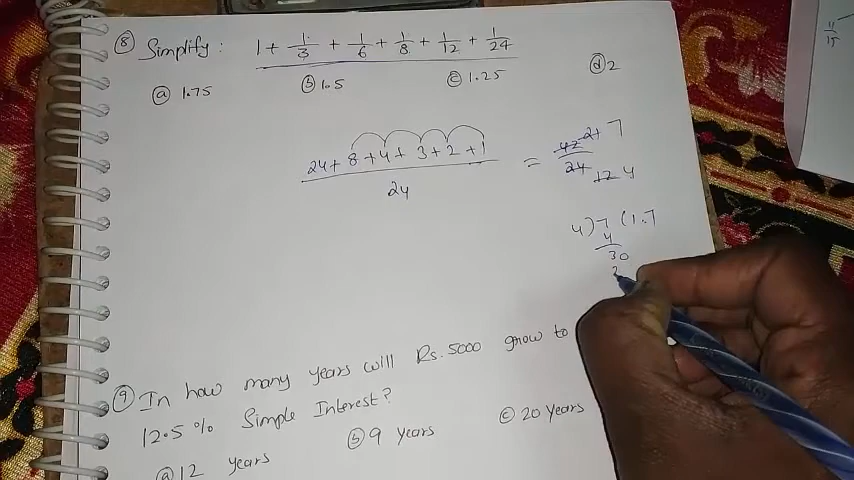 ⑧ Simplify : 1 + 1/3 + 1/6 + 1/8 + 1/12 + 1/24
ⓐ 1.75 ⓑ 1.5 ⓒ 1.25 ⓓ 2
24+ 8 +4 + 3 + 2 + 1 / 24 = 42 21 7 / 24 12 4
4 ) 7 ( 1.7
4
30
2
⑨ In how many years will Rs. 5000 grow to
12.5 % Simple Interest?
ⓐ 12 years ⓑ 9 years ⓒ 20 years
11/15